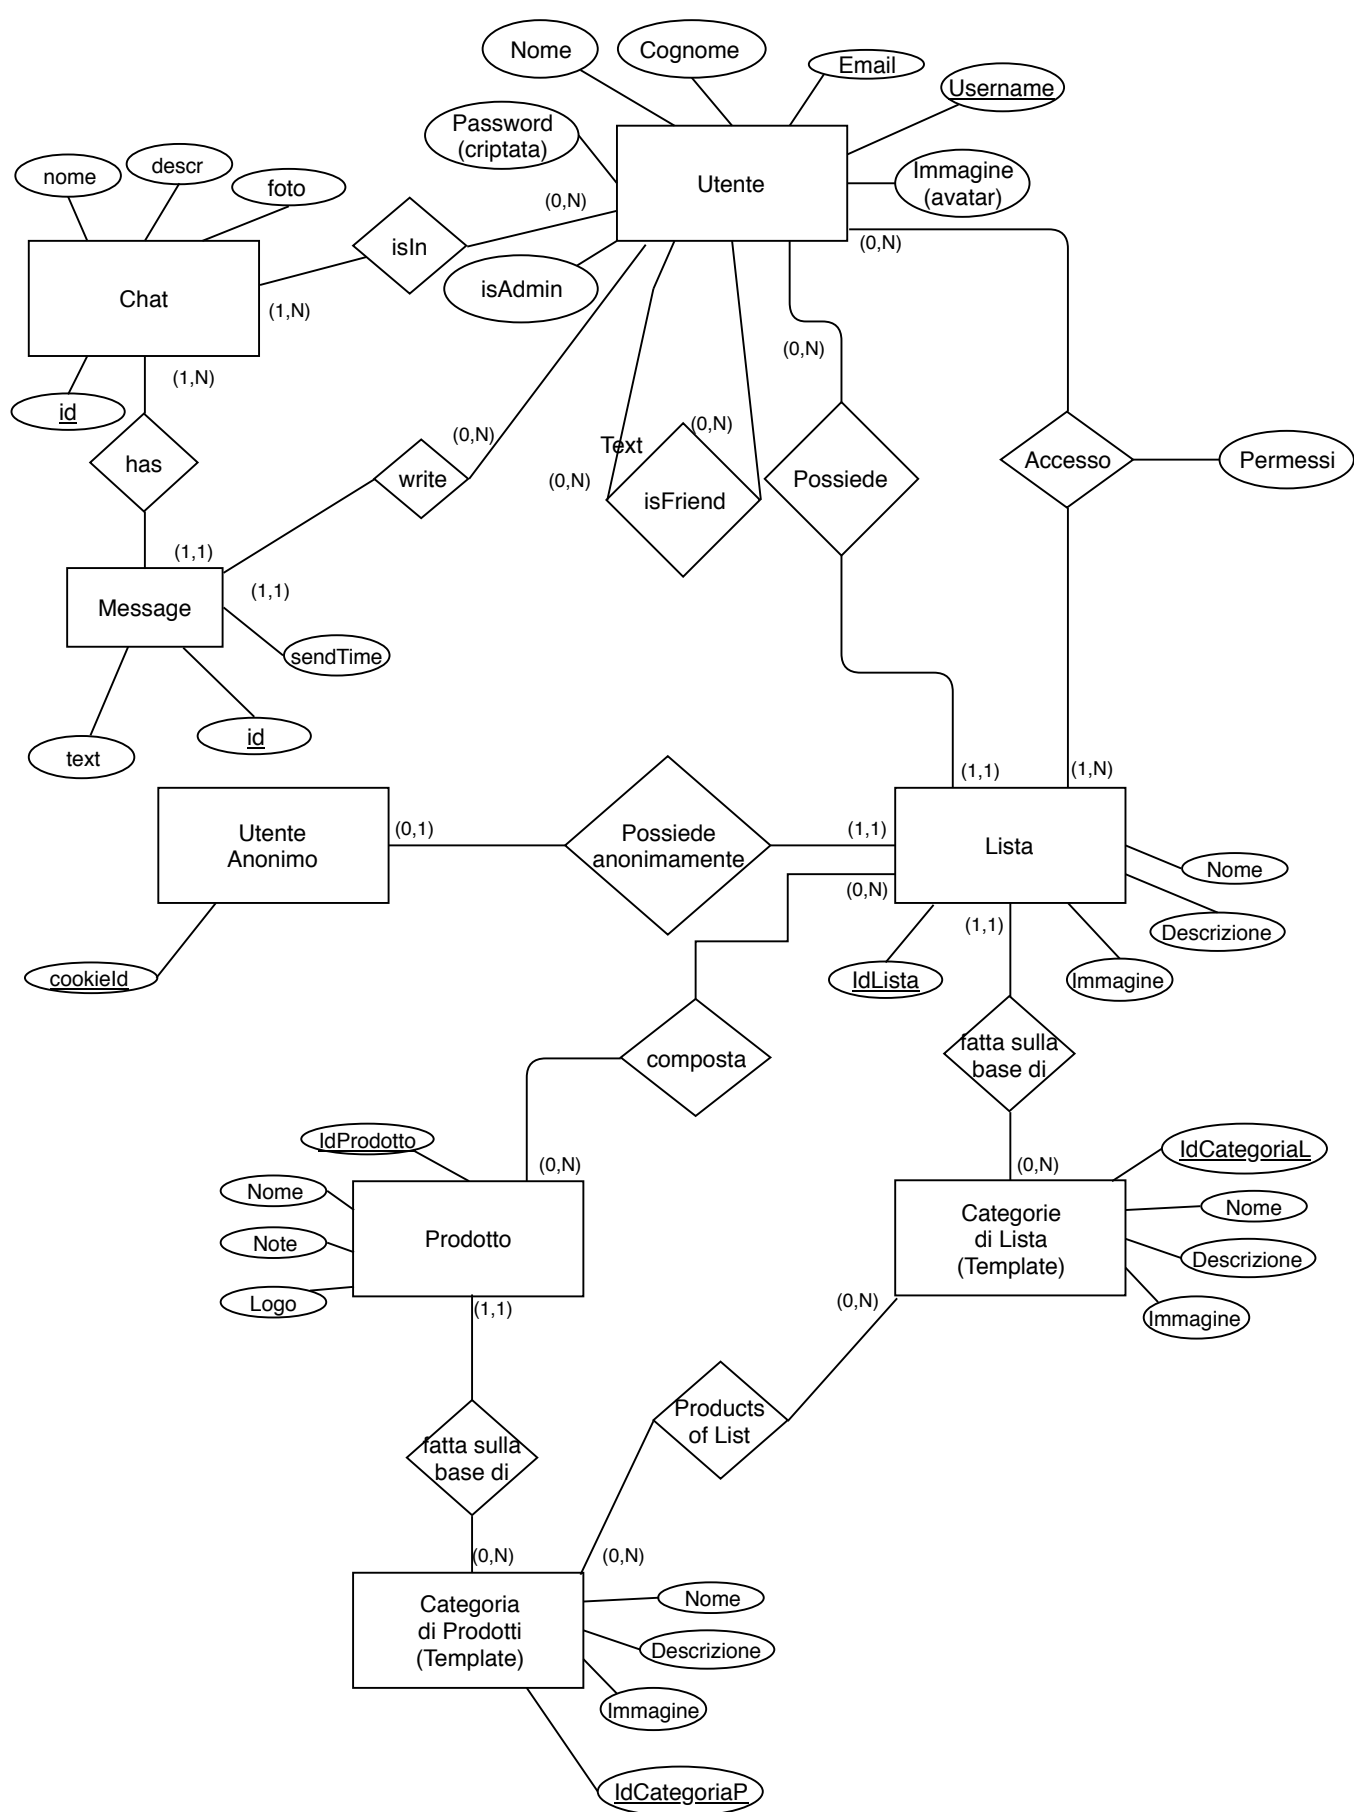 Nome
Cognome
Email
Username
Password
(criptata)
Utente
Immagine
(avatar)
nome
descr
foto
(0,N)
isIn
(0,N)
isAdmin
Chat
(1,N)
(0,N)
(1,N)
id
(0,N)
(0,N)
Text
has
write
(0,N)
isFriend
Possiede
Accesso
Permessi
(1,1)
(1,1)
Message
sendTime
id
text
(1,1)
(1,N)
Utente
Anonimo
(0,1)
Possiede
anonimamente
(1,1)
Lista
Nome
(0,N)
(1,1)
Descrizione
cookieId
IdLista
Immagine
composta
fatta sulla
base di
IdProdotto
(0,N)
(0,N)
IdCategoriaL
Nome
Note
Logo
Prodotto
Categorie
di Lista
(Template)
Nome
Descrizione
Immagine
(1,1)
(0,N)
Products
of List
fatta sulla
base di
(0,N)
(0,N)
Categoria
di Prodotti
(Template)
Nome
Descrizione
Immagine
IdCategoriaP